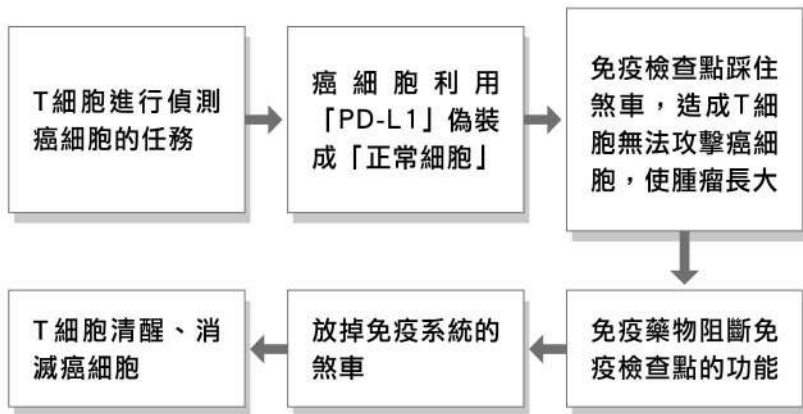 T細胞進行偵測
癌細胞的任務
癌細胞利用
「PD-L1」偽裝
成「正常細胞」
免疫檢查點踩住
煞車，造成T細
胞無法攻擊癌細
胞，使腫瘤長大
免疫藥物阻斷免
疫檢查點的功能
放掉免疫系統的
煞車
T細胞清醒、消
滅癌細胞